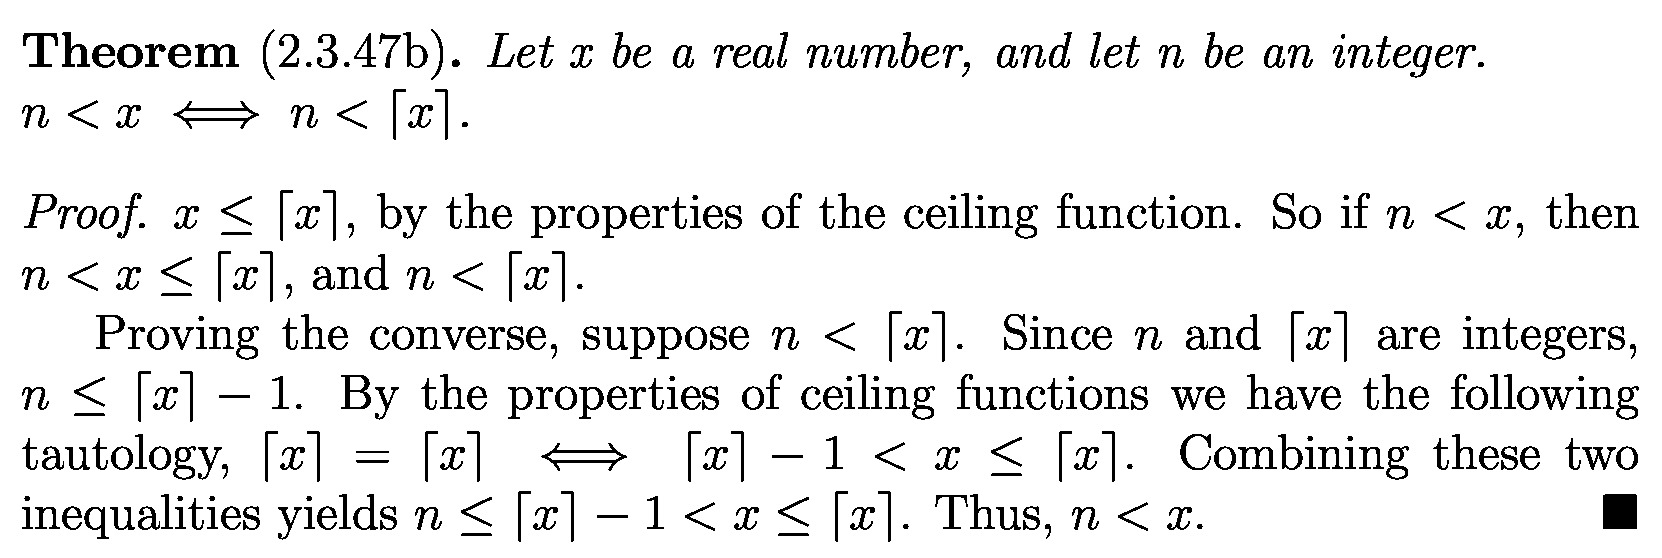 Theorem (2.3.47b). Let x be a real number, and let n be an integer.
n < x ⟺ n < ⌈x⌉.
Proof. x ≤ ⌈x⌉, by the properties of the ceiling function. So if n < x, then
n < x ≤ ⌈x⌉, and n < ⌈x⌉.
Proving the converse, suppose n < ⌈x⌉. Since n and ⌈x⌉ are integers,
n ≤ ⌈x⌉ − 1. By the properties of ceiling functions we have the following
tautology, ⌈x⌉ = ⌈x⌉ ⟺ ⌈x⌉ − 1 < x ≤ ⌈x⌉. Combining these two
inequalities yields n ≤ ⌈x⌉ − 1 < x ≤ ⌈x⌉. Thus, n < x. ■